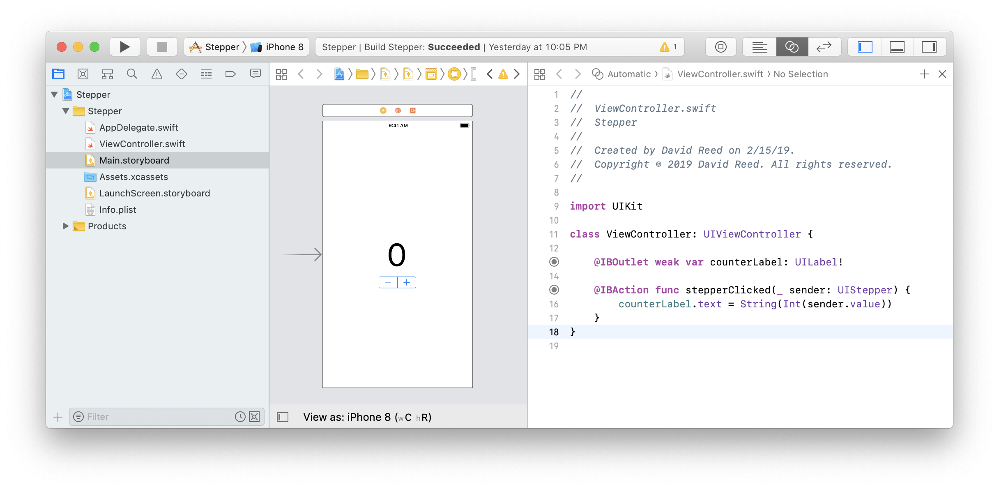 Stepper iPhone 8
Stepper | Build Stepper: Succeeded | Yesterday at 10:05 PM 1
Automatic ViewController.swift No Selection
Stepper
Stepper
AppDelegate.swift
ViewController.swift
Main.storyboard
Assets.xcassets
LaunchScreen.storyboard
Info.plist
Products
Filter
9:41 AM
0
View as: iPhone 8 (wC hR)
1 //
2 //  ViewController.swift
3 //  Stepper
4 //
5 //  Created by David Reed on 2/15/19.
6 //  Copyright © 2019 David Reed. All rights reserved.
7 //
8
9 import UIKit
10
11 class ViewController: UIViewController {
12
@IBOutlet weak var counterLabel: UILabel!
14
@IBAction func stepperClicked(_ sender: UIStepper) {
16 counterLabel.text = String(Int(sender.value))
17 }
18 }
19